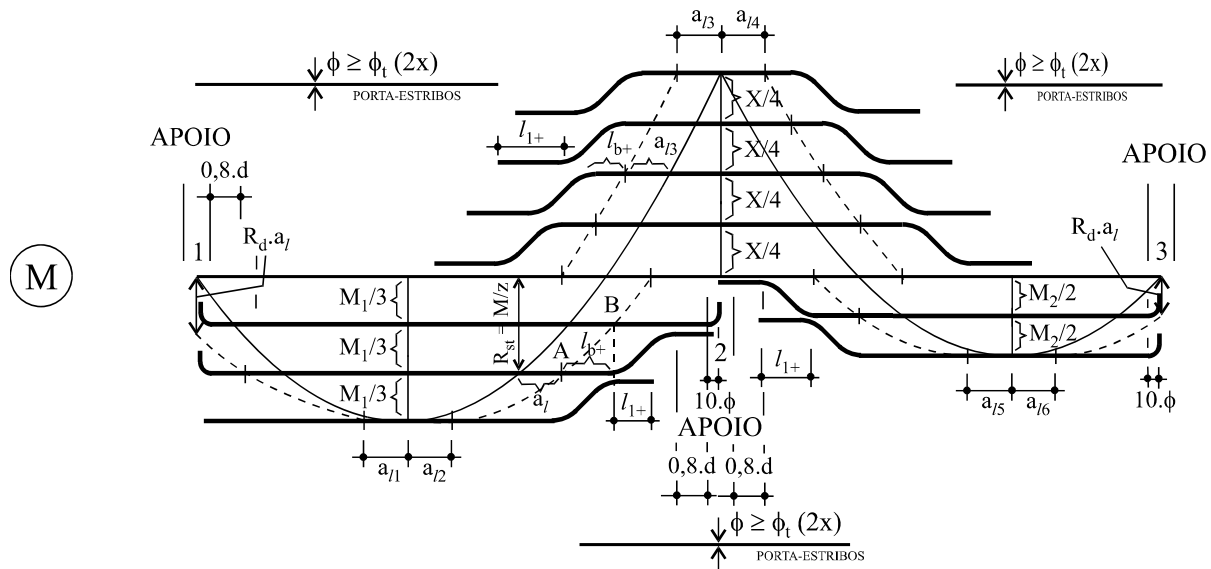 a_l3 a_l4
ϕ ≥ ϕ_t (2x)
PORTA-ESTRIBOS
ϕ ≥ ϕ_t (2x)
PORTA-ESTRIBOS
X/4
APOIO
l_1+
l_b+
a_l3
X/4
APOIO
0,8.d
X/4
R_d.a_l
1
X/4
R_d.a_l
3
M
M_1/3
R_st = M/z
B
M_2/2
M_1/3
A
l_b+
2
M_2/2
M_1/3
a_l
l_1+
10.ϕ
l_1+
a_l5 a_l6
10.ϕ
APOIO
a_l1 a_l2
0,8.d 0,8.d
ϕ ≥ ϕ_t (2x)
PORTA-ESTRIBOS